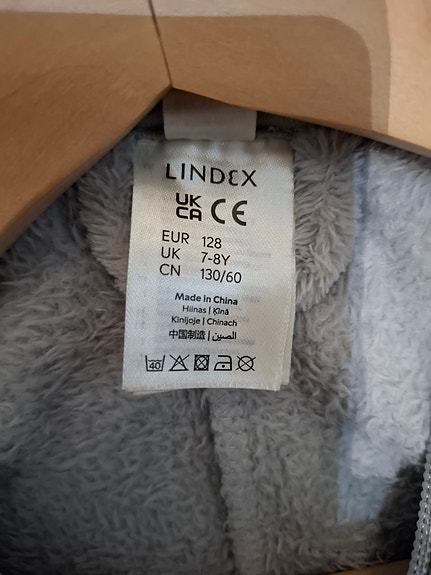 LINDEX
UK CA CE
EUR 128
UK 7-8Y
CN 130/60
Made in China
Hiinas | Ķīnā
Kinijoje | Chinach
中国制造 | الصين
40